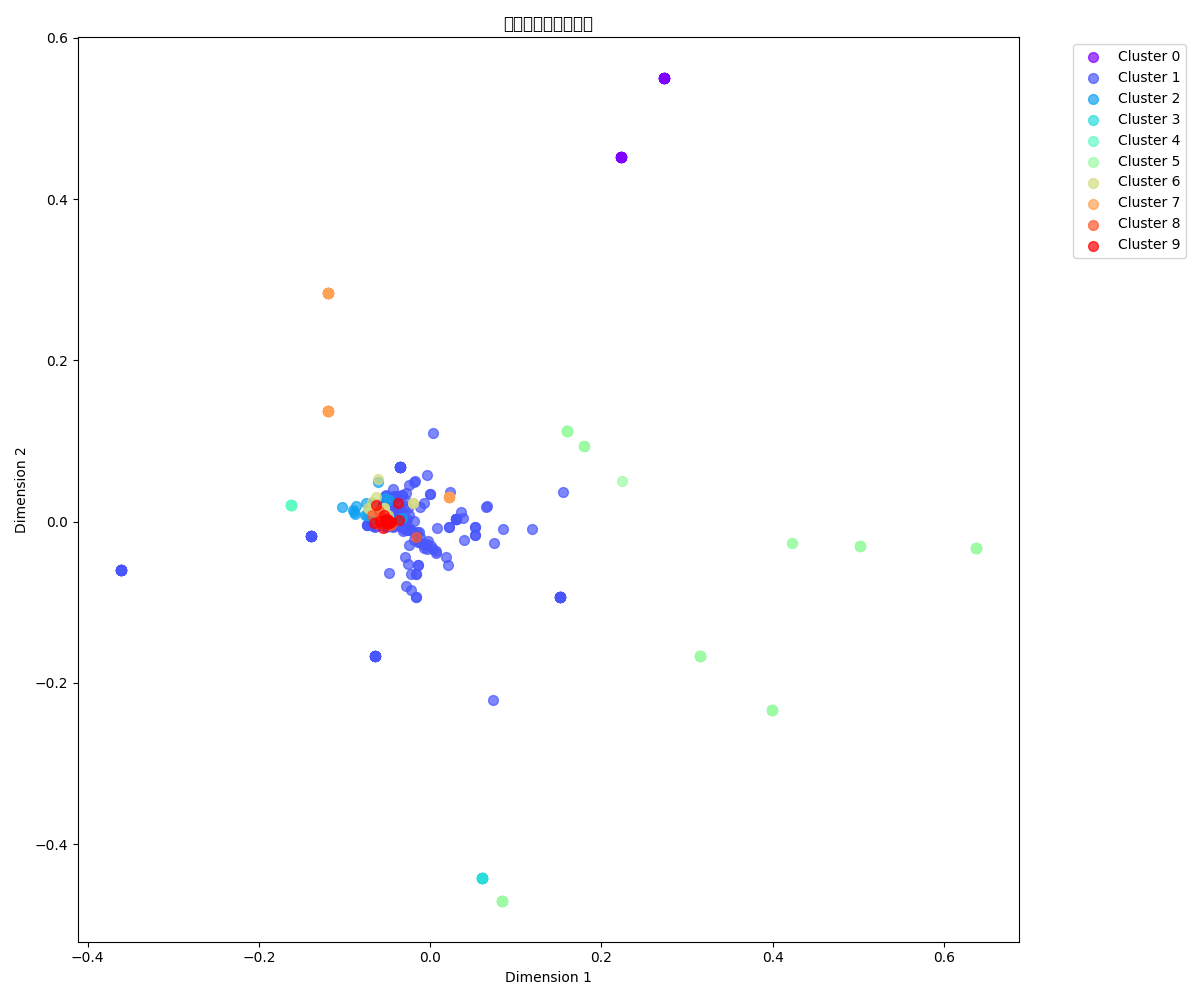 0.6
0.4
0.2
0.0
−0.2
−0.4
−0.4
−0.2
0.0
0.2
0.4
0.6
Dimension 1
Dimension 2
Cluster 0
Cluster 1
Cluster 2
Cluster 3
Cluster 4
Cluster 5
Cluster 6
Cluster 7
Cluster 8
Cluster 9